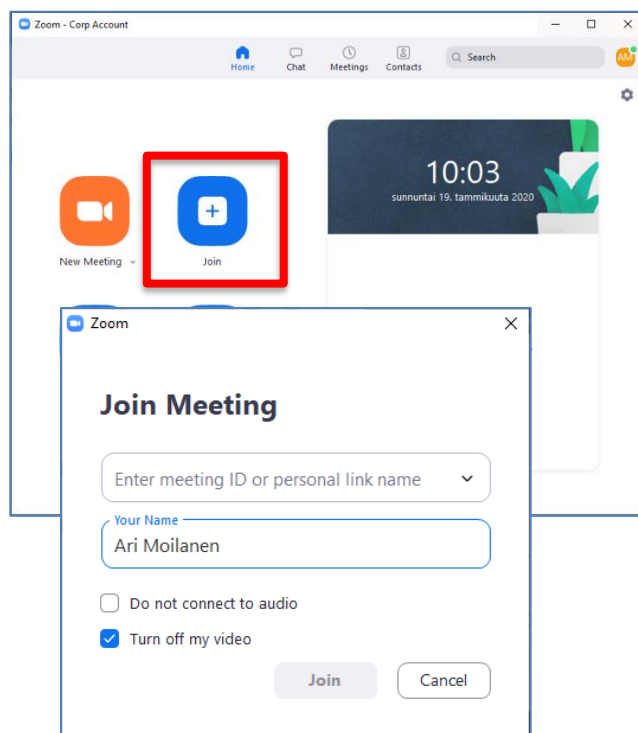 Zoom - Corp Account
Home
Chat
Meetings
Contacts
Search
AM
10:03
sunnuntai 19. tammikuuta 2020
New Meeting
Join
Zoom
Join Meeting
Enter meeting ID or personal link name
Your Name
Ari Moilanen
Do not connect to audio
Turn off my video
Join
Cancel